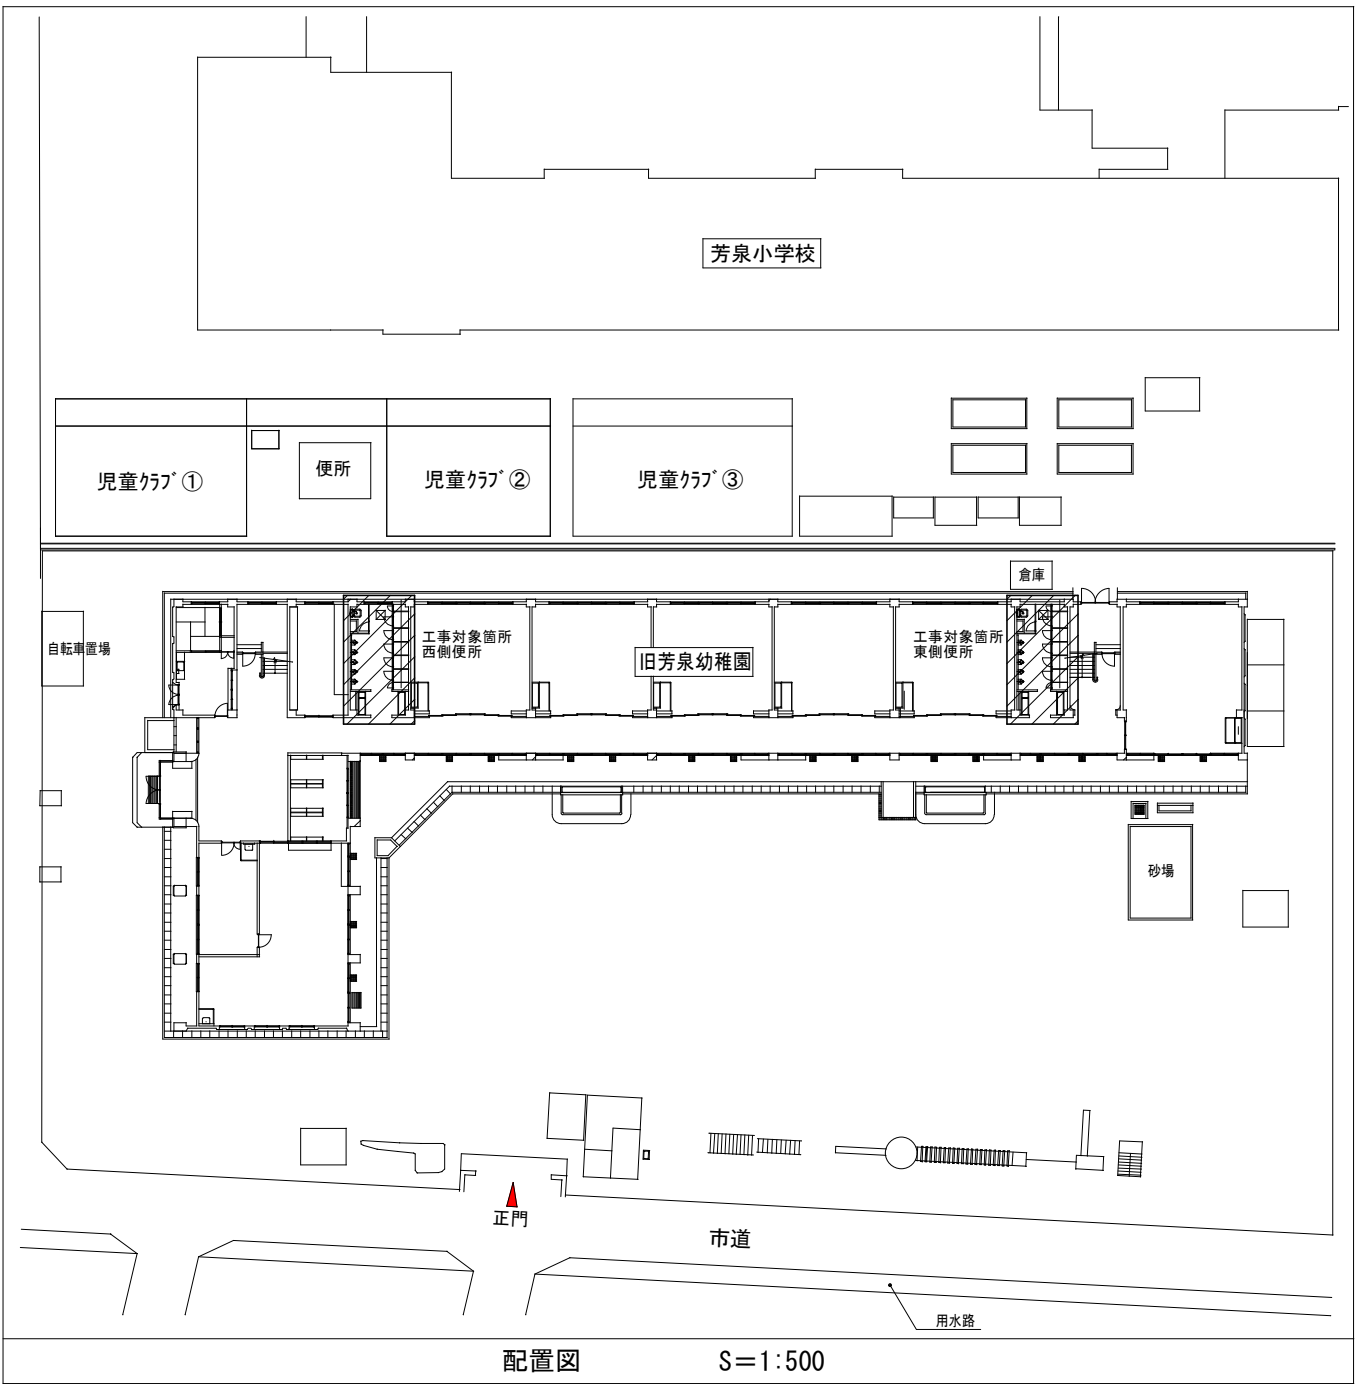 芳泉小学校
児童ｸﾗﾌﾞ①
便所
児童ｸﾗﾌﾞ②
児童ｸﾗﾌﾞ③
倉庫
自転車置場
工事対象箇所
西側便所
旧芳泉幼稚園
工事対象箇所
東側便所
砂場
正門
市道
用水路
配置図 S＝1:500